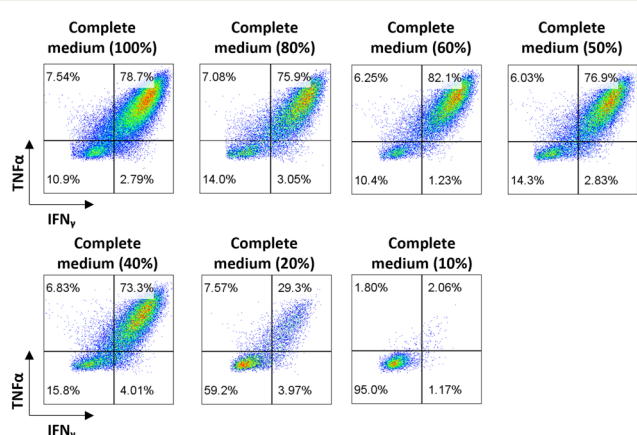 Complete
medium (100%)
Complete
medium (80%)
Complete
medium (60%)
Complete
medium (50%)
7.54% 78.7%
10.9% 2.79%
7.08% 75.9%
14.0% 3.05%
6.25% 82.1%
10.4% 1.23%
6.03% 76.9%
14.3% 2.83%
TNFα
IFNγ
Complete
medium (40%)
Complete
medium (20%)
Complete
medium (10%)
6.83% 73.3%
15.8% 4.01%
7.57% 29.3%
59.2% 3.97%
1.80% 2.06%
95.0% 1.17%
TNFα
IFNγ